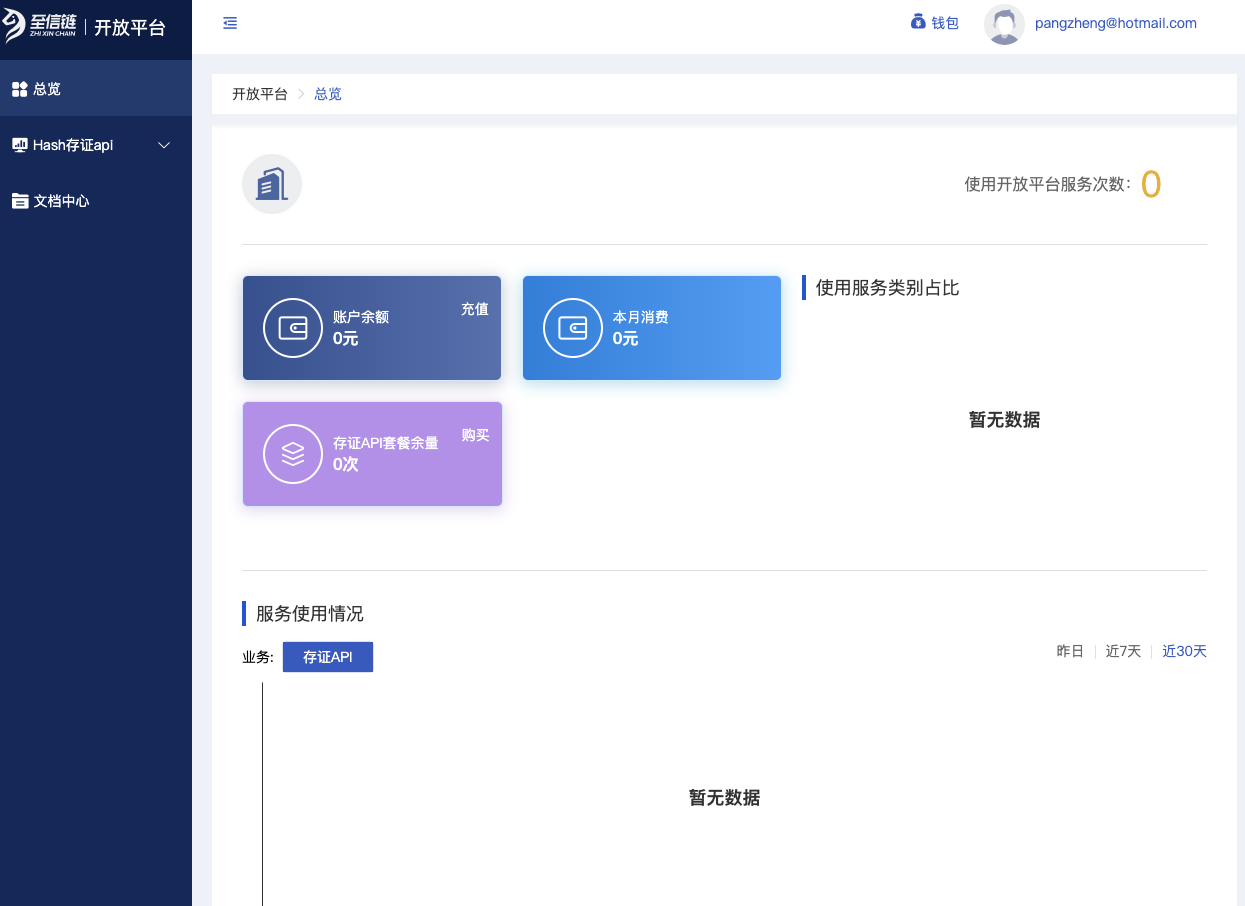 至信链
ZHI XIN CHAIN
开放平台
钱包
pangzheng@hotmail.com
总览
Hash存证api
文档中心
开放平台 总览
使用开放平台服务次数: 0
账户余额
0元
充值
本月消费
0元
使用服务类别占比
存证API套餐余量
0次
购买
暂无数据
服务使用情况
业务: 存证API
昨日 近7天 近30天
暂无数据